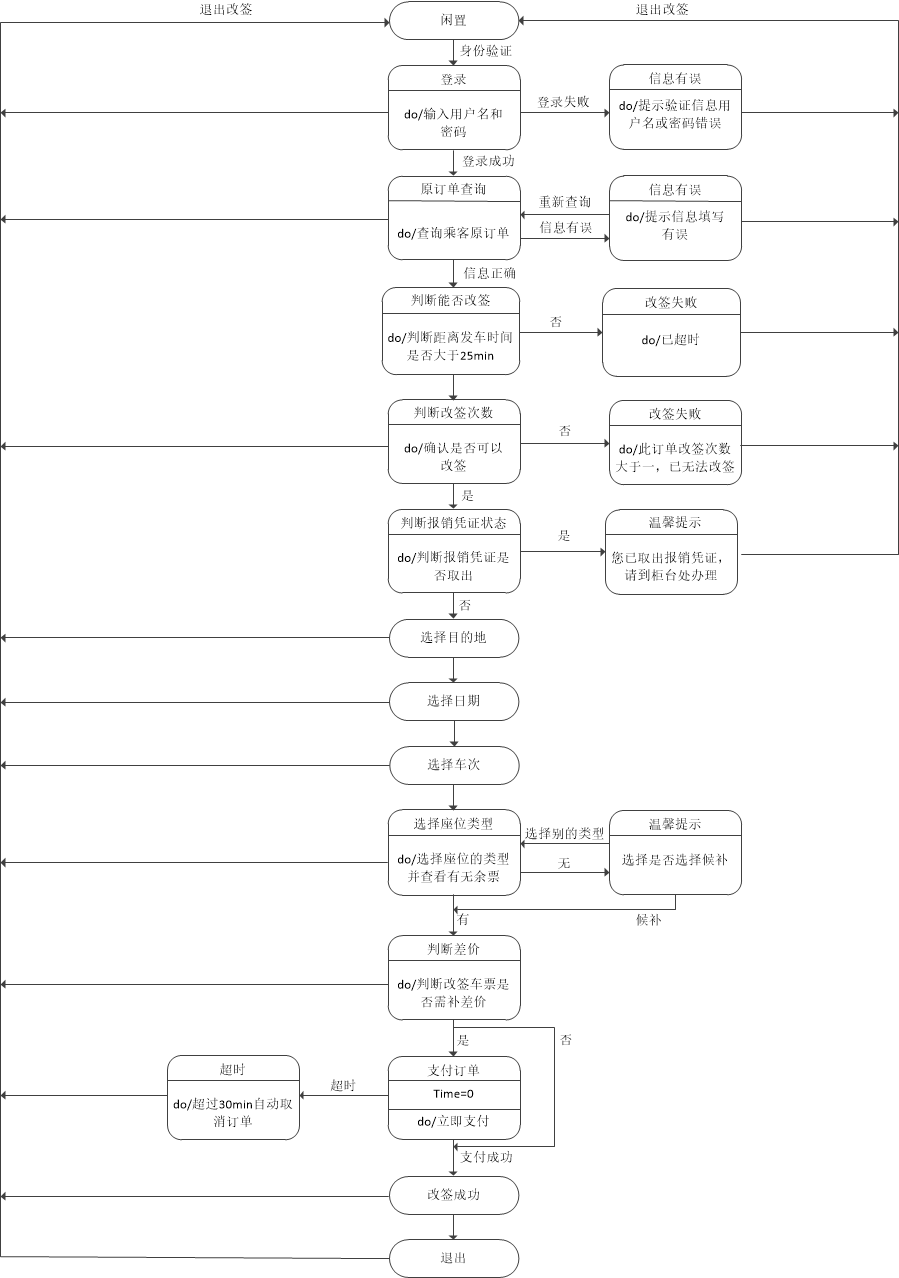 退出改签
闲置
退出改签
身份验证
登录
do/输入用户名和
密码
登录失败
信息有误
do/提示验证信息用
户名或密码错误
登录成功
原订单查询
do/查询乘客原订单
重新查询
信息有误
信息有误
do/提示信息填写
有误
信息正确
判断能否改签
do/判断距离发车时间
是否大于25min
否
改签失败
do/已超时
判断改签次数
do/确认是否可以
改签
否
改签失败
do/此订单改签次数
大于一，已无法改签
是
判断报销凭证状态
do/判断报销凭证是
否取出
是
温馨提示
您已取出报销凭证，
请到柜台处办理
否
选择目的地
选择日期
选择车次
选择座位类型
do/选择座位的类型
并查看有无余票
选择别的类型
无
温馨提示
选择是否选择候补
有
候补
判断差价
do/判断改签车票是
否需补差价
是
否
超时
do/超过30min自动取
消订单
超时
支付订单
Time=0
do/立即支付
支付成功
改签成功
退出